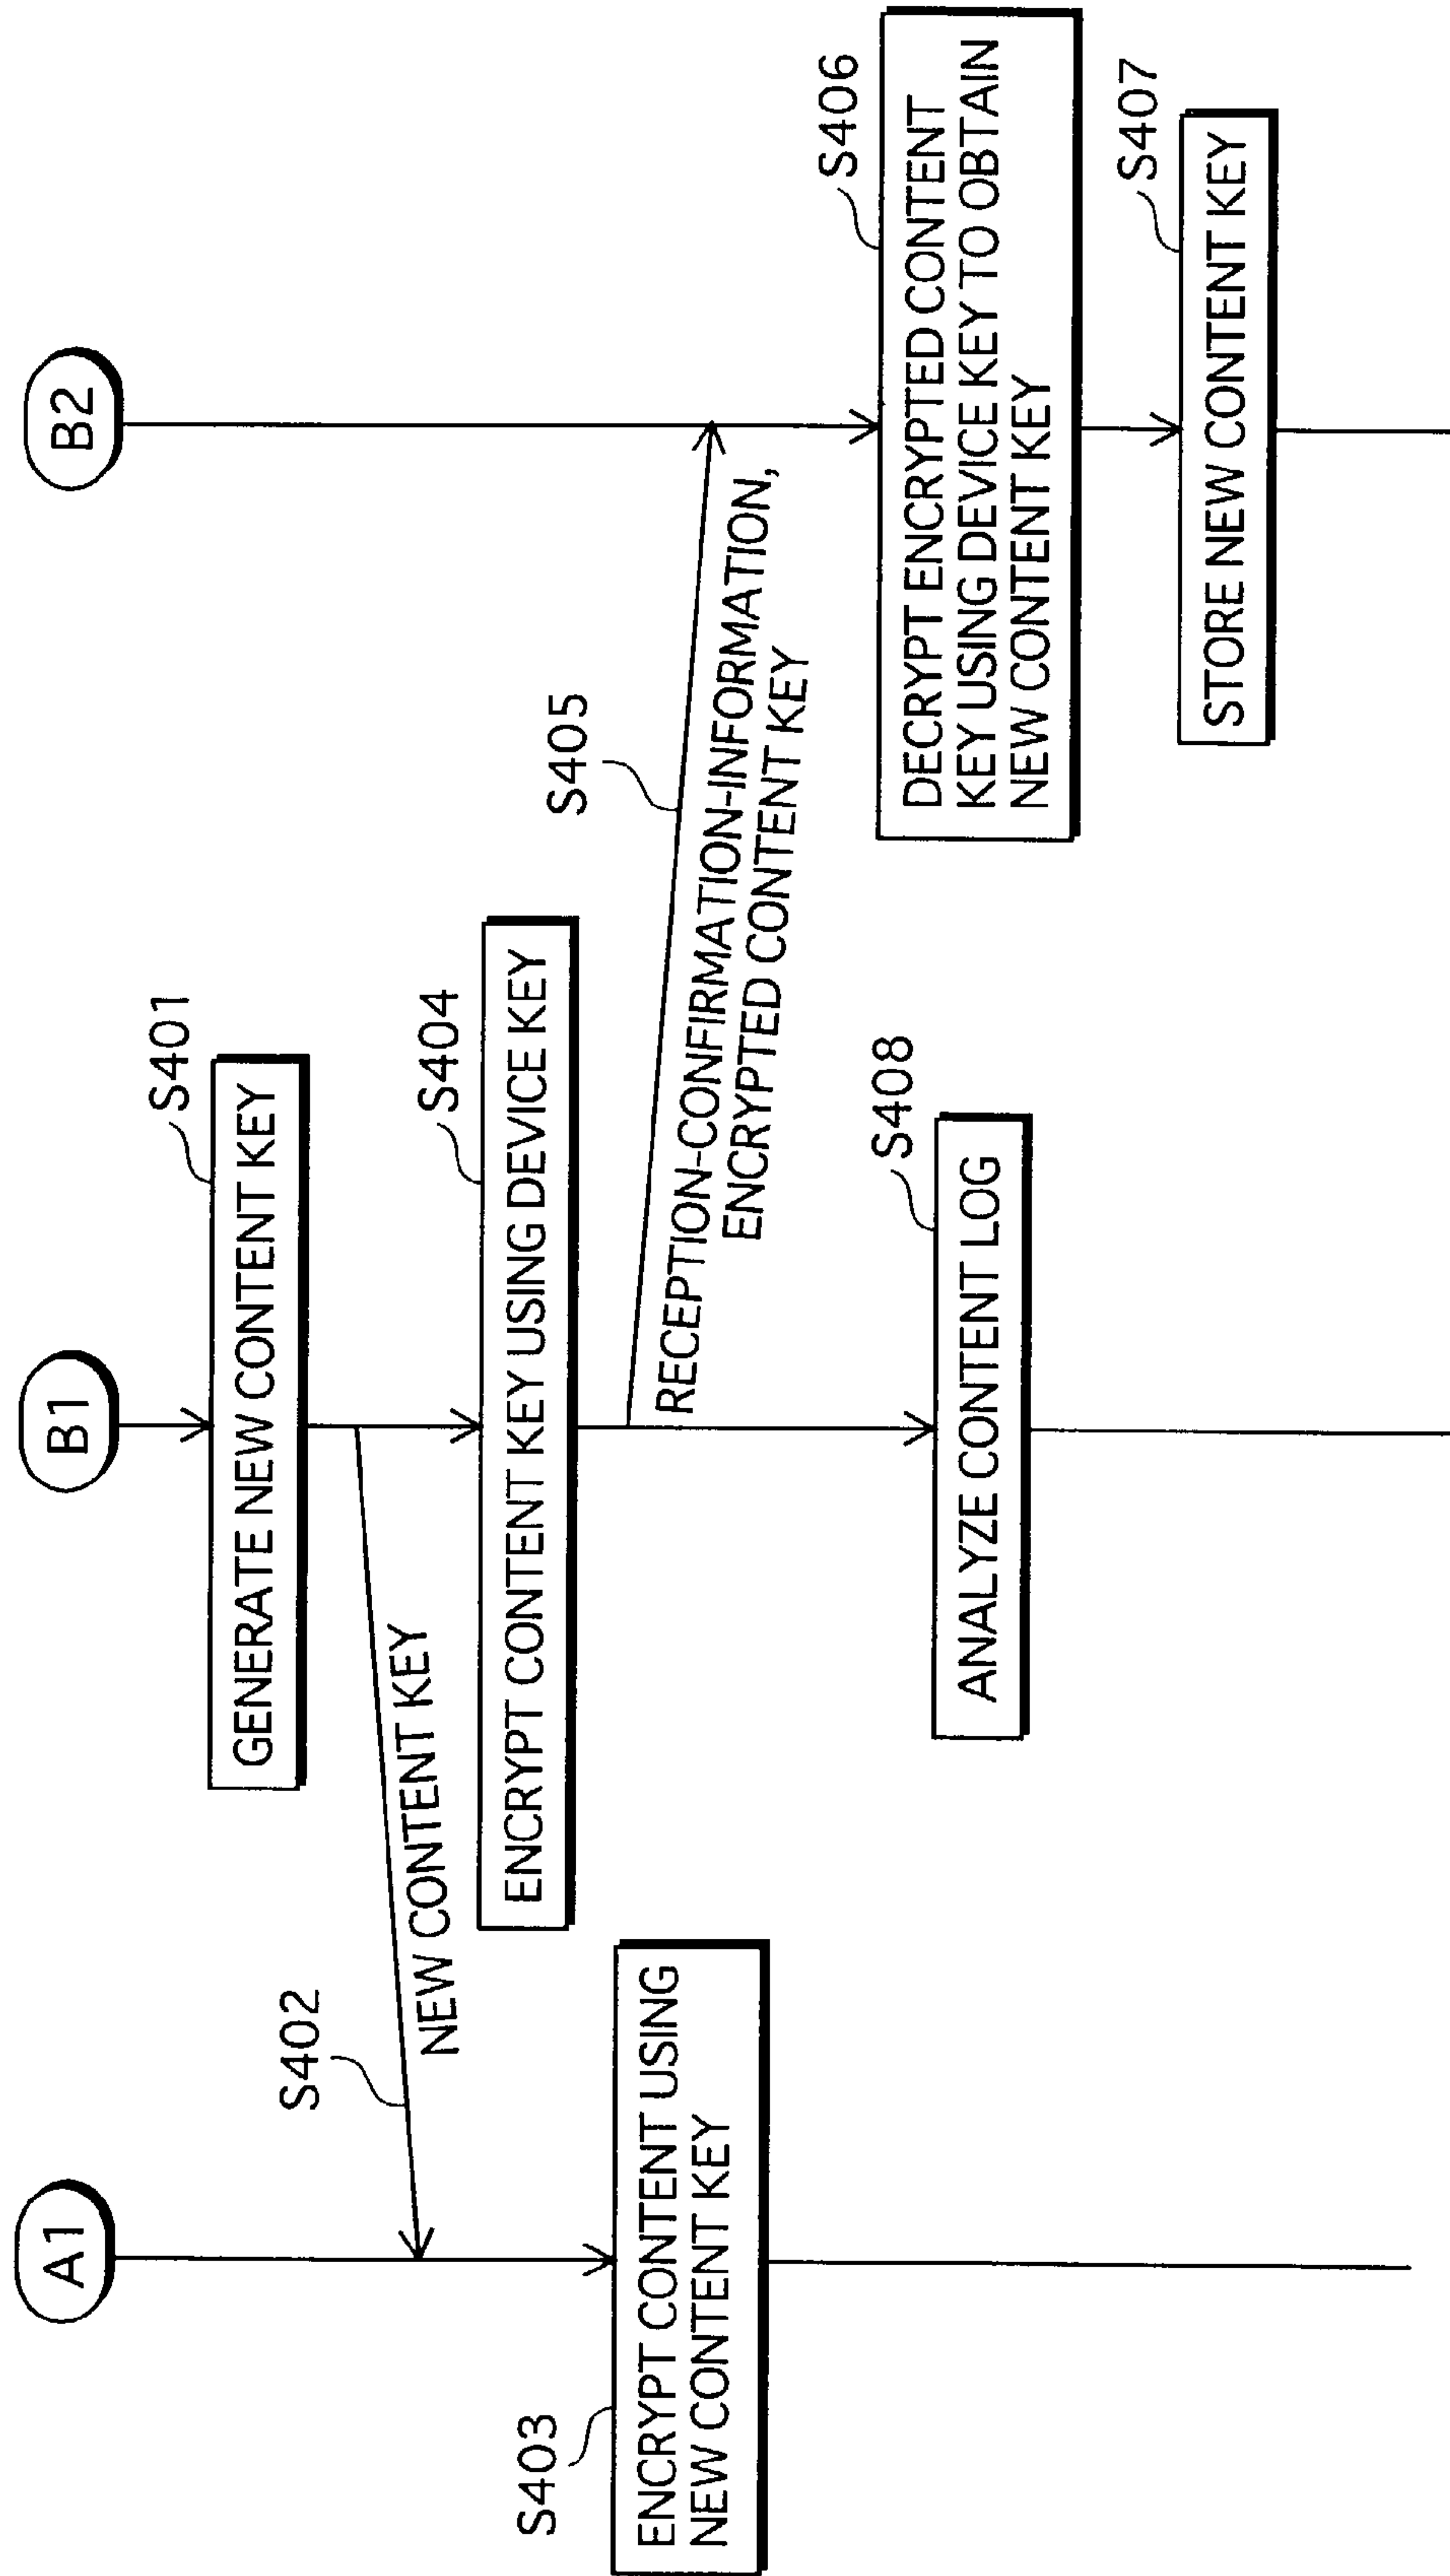 A1
B1
B2
S401
GENERATE NEW CONTENT KEY
S402
NEW CONTENT KEY
S403
ENCRYPT CONTENT USING
NEW CONTENT KEY
S404
ENCRYPT CONTENT KEY USING DEVICE KEY
S405
RECEPTION-CONFIRMATION-INFORMATION,
ENCRYPTED CONTENT KEY
S406
DECRYPT ENCRYPTED CONTENT
KEY USING DEVICE KEY TO OBTAIN
NEW CONTENT KEY
S407
STORE NEW CONTENT KEY
S408
ANALYZE CONTENT LOG